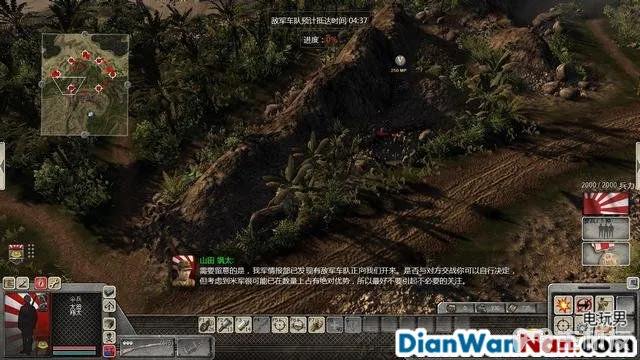 敌军车队预计抵达时间 04:37
进度：0%
250 MP
2000 / 2000 兵力
山田 飒太:
需要留意的是，我军情报部已发现有敌军车队正向我们开来。是否与对方交战你可以自行决定，
但考虑到米军很可能已在数量上占有绝对优势，所以最好不要引起不必要的关注。
电玩男
DianWanNan.com